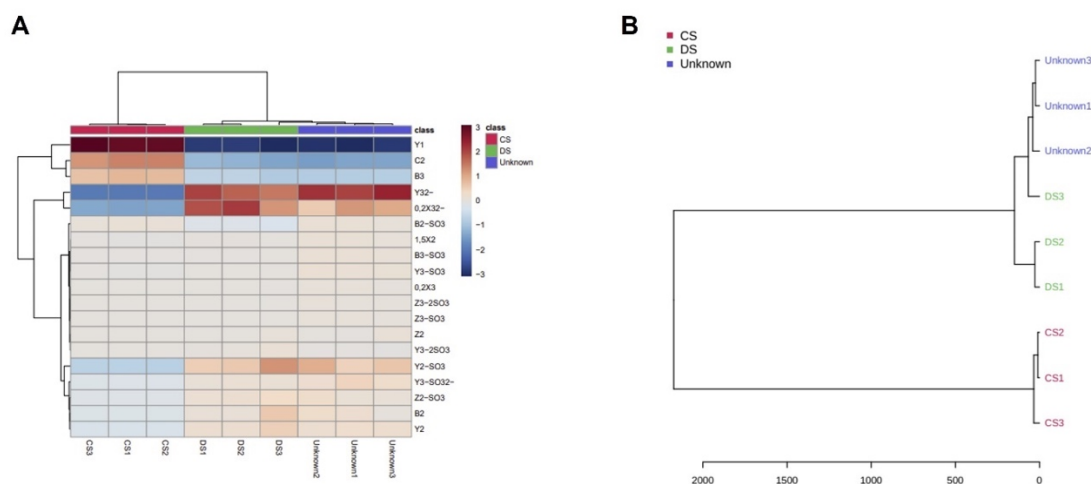 A
B
CS
DS
Unknown
class
3
class
Y1
CS
C2
2
DS
B3
Unknown
1
Y32-
0
0,2X32-
B2-SO3
-1
1,5X2
-2
B3-SO3
Y3-SO3
-3
0,2X3
Z3-2SO3
Z3-SO3
Z2
Y3-2SO3
Y2-SO3
Y3-SO32-
Z2-SO3
B2
Y2
CS3
CS1
CS2
DS1
DS2
DS3
Unknown2
Unknown1
Unknown3
Unknown3
Unknown1
Unknown2
DS3
DS2
DS1
CS2
CS1
CS3
2000 1500 1000 500 0